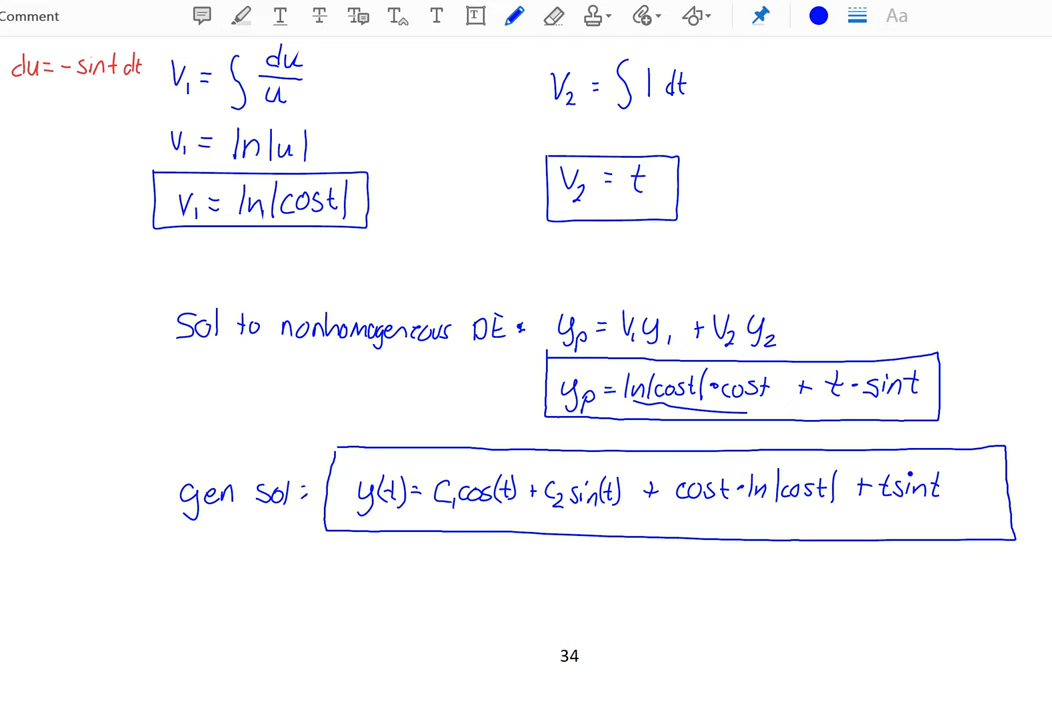 Comment
Aa
du = -sint dt
V₁ = ∫ du/u
V₂ = ∫ 1 dt
V₁ = ln|u|
V₁ = ln|cost|
V₂ = t
Sol to nonhomogeneous DE: yp = V₁y₁ + V₂y₂
yp = ln|cost|·cost + t·sint
gen sol: y(t) = C₁cos(t) + C₂sin(t) + cost·ln|cost| + tsint
34